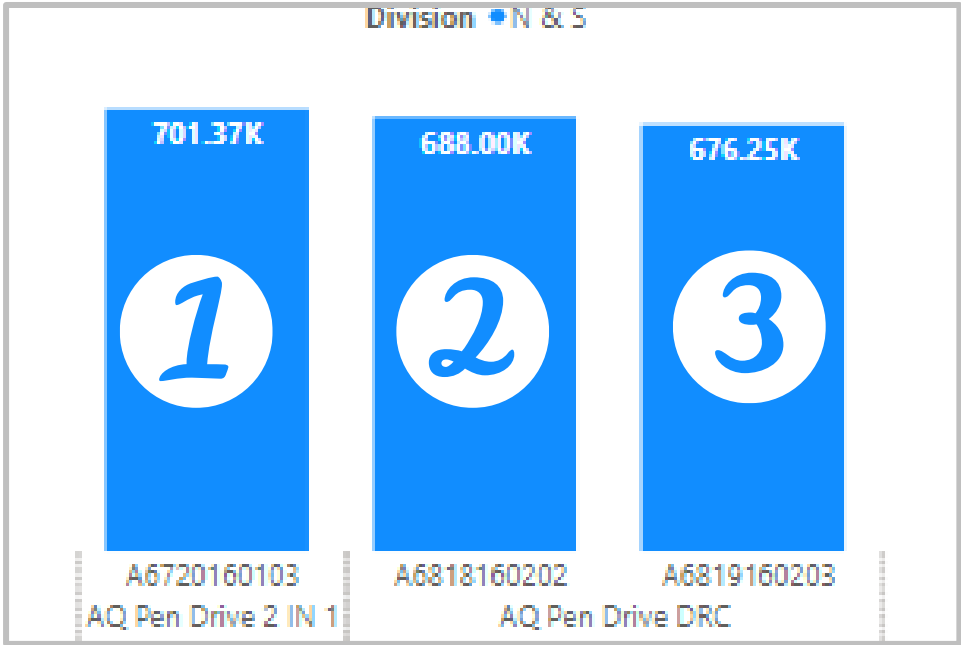 Division N & S
701.37K
688.00K
676.25K
1
2
3
A6720160103
A6818160202
A6819160203
AQ Pen Drive 2 IN 1
AQ Pen Drive DRC